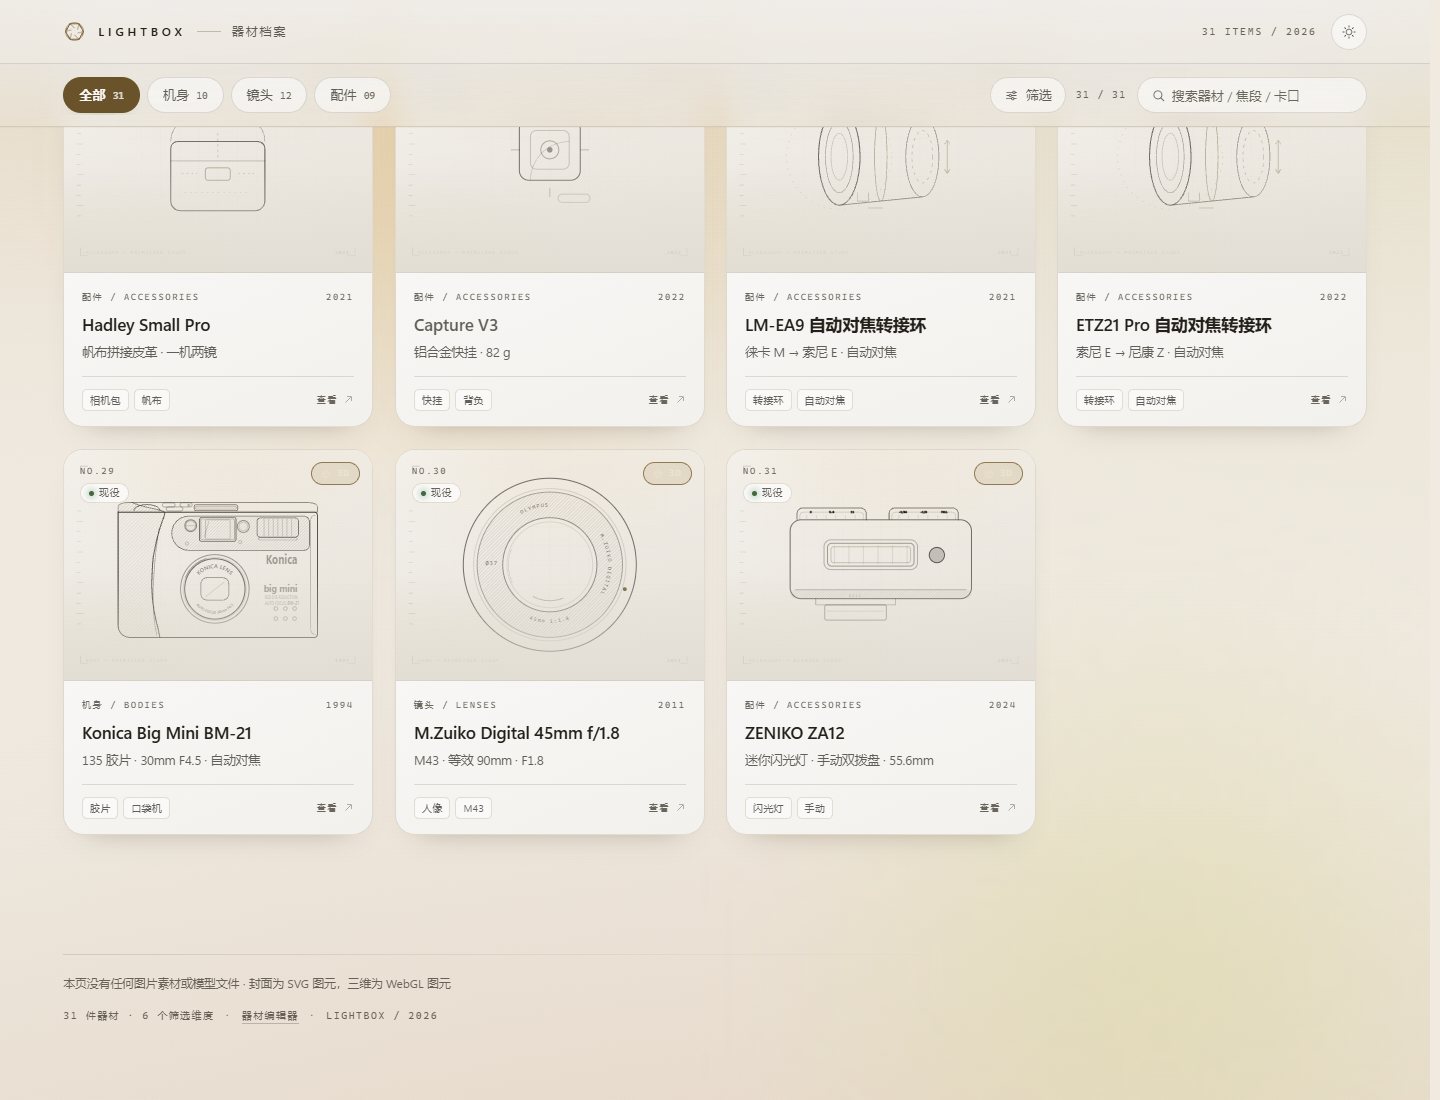 LIGHTBOX 器材档案
31 ITEMS / 2026
全部 31
机身 10
镜头 12
配件 09
筛选
31 / 31
搜索器材 / 焦段 / 卡口
配件 / ACCESSORIES 2021
Hadley Small Pro
帆布拼接皮革 · 一机两镜
相机包 帆布 查看 ↗
配件 / ACCESSORIES 2022
Capture V3
铝合金快挂 · 82 g
快挂 背负 查看 ↗
配件 / ACCESSORIES 2021
LM-EA9 自动对焦转接环
徕卡 M → 索尼 E · 自动对焦
转接环 自动对焦 查看 ↗
配件 / ACCESSORIES 2022
ETZ21 Pro 自动对焦转接环
索尼 E → 尼康 Z · 自动对焦
转接环 自动对焦 查看 ↗
NO.29
3D
现役
Konica
KONICA LENS
big mini
机身 / BODIES 1994
Konica Big Mini BM-21
135 胶片 · 30mm F4.5 · 自动对焦
胶片 口袋机 查看 ↗
NO.30
3D
现役
OLYMPUS
M.ZUIKO DIGITAL
Ø37
45mm 1:1.8
镜头 / LENSES 2011
M.Zuiko Digital 45mm f/1.8
M43 · 等效 90mm · F1.8
人像 M43 查看 ↗
NO.31
3D
现役
配件 / ACCESSORIES 2024
ZENIKO ZA12
迷你闪光灯 · 手动双拨盘 · 55.6mm
闪光灯 手动 查看 ↗
本页没有任何图片素材或模型文件 · 封面为 SVG 图元，三维为 WebGL 图元
31 件器材 · 6 个筛选维度 · 器材编辑器 · LIGHTBOX / 2026